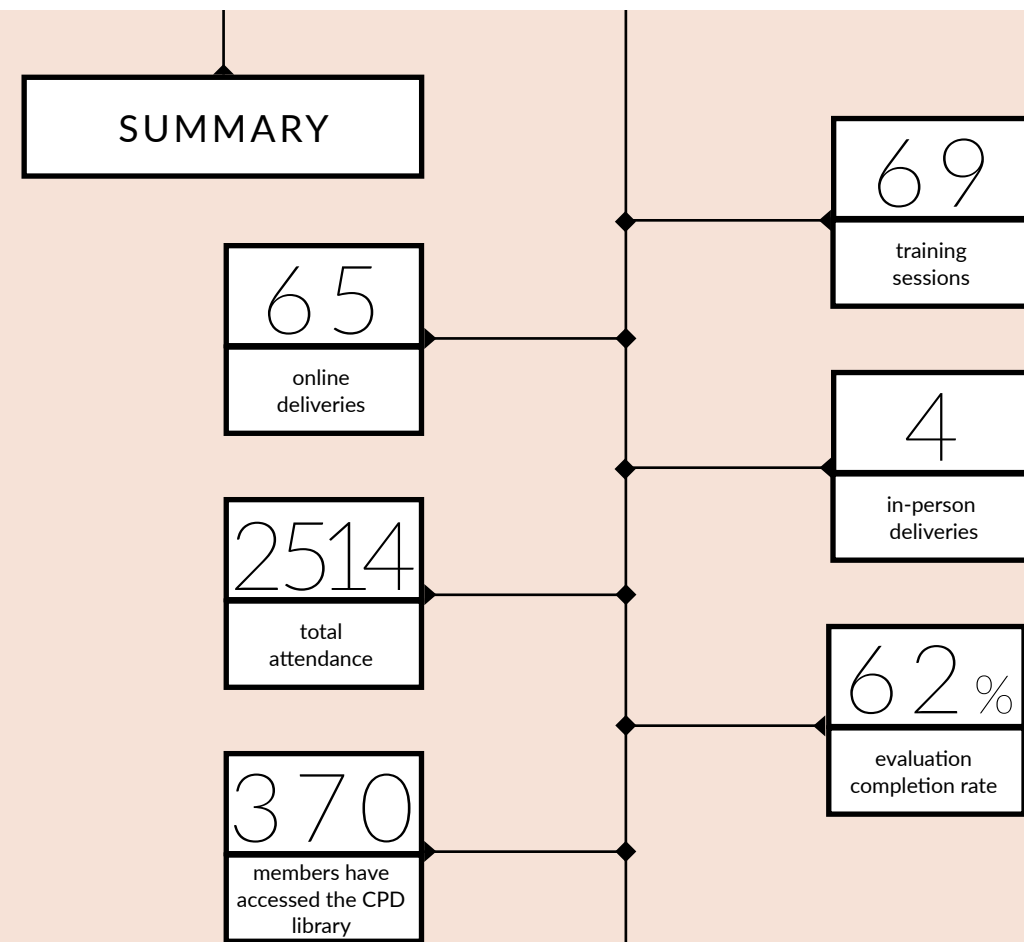 SUMMARY
69
training
sessions
65
online
deliveries
4
in-person
deliveries
2514
total
attendance
62 %
evaluation
completion rate
370
members have
accessed the CPD
library